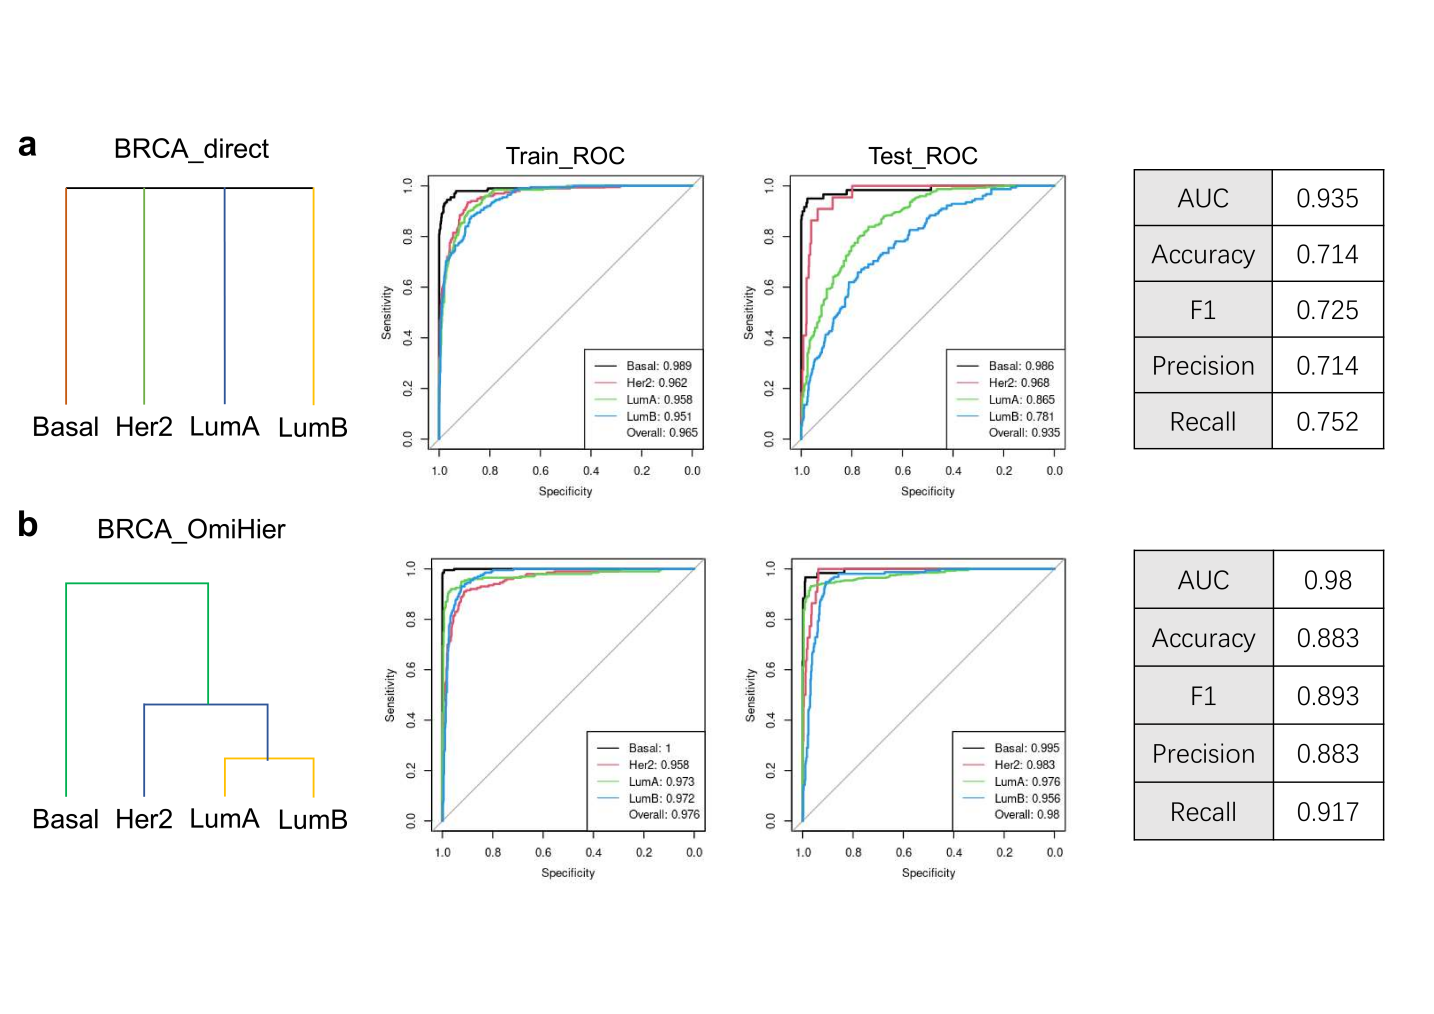 a
BRCA_direct
Basal Her2 LumA LumB
Train_ROC
Sensitivity
1.0
0.8
0.6
0.4
0.2
0.0
Basal: 0.989
Her2: 0.962
LumA: 0.958
LumB: 0.951
Overall: 0.965
1.0 0.8 0.6 0.4 0.2 0.0
Specificity
Test_ROC
Sensitivity
1.0
0.8
0.6
0.4
0.2
0.0
Basal: 0.986
Her2: 0.968
LumA: 0.865
LumB: 0.781
Overall: 0.935
1.0 0.8 0.6 0.4 0.2 0.0
Specificity
AUC 0.935
Accuracy 0.714
F1 0.725
Precision 0.714
Recall 0.752
b
BRCA_OmiHier
Basal Her2 LumA LumB
Sensitivity
1.0
0.8
0.6
0.4
0.2
0.0
Basal: 1
Her2: 0.958
LumA: 0.973
LumB: 0.972
Overall: 0.976
1.0 0.8 0.6 0.4 0.2 0.0
Specificity
Sensitivity
1.0
0.8
0.6
0.4
0.2
0.0
Basal: 0.995
Her2: 0.983
LumA: 0.976
LumB: 0.956
Overall: 0.98
1.0 0.8 0.6 0.4 0.2 0.0
Specificity
AUC 0.98
Accuracy 0.883
F1 0.893
Precision 0.883
Recall 0.917